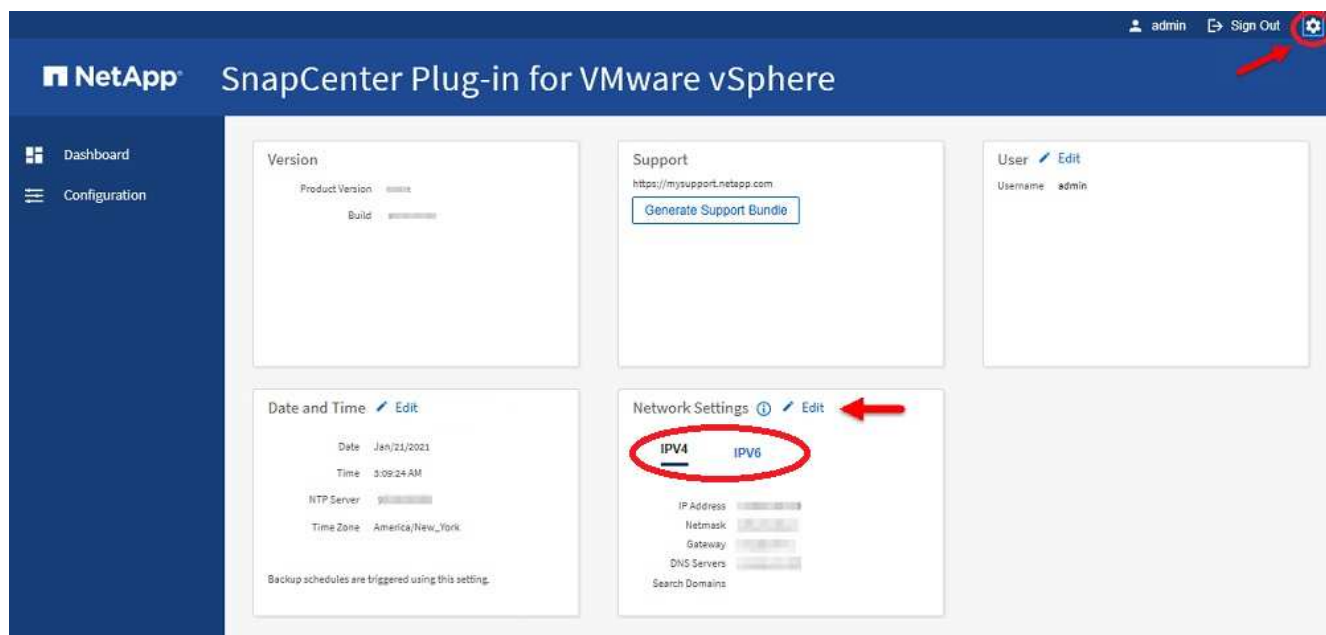 admin Sign Out
NetApp SnapCenter Plug-in for VMware vSphere
Dashboard
Configuration
Version
Product Version
Build
Support
https://mysupport.netapp.com
Generate Support Bundle
User Edit
Username admin
Date and Time Edit
Date Jan/21/2021
Time 3:09:24 AM
NTP Server
Time Zone America/New_York
Backup schedules are triggered using this setting.
Network Settings Edit
IPV4 IPV6
IP Address
Netmask
Gateway
DNS Servers
Search Domains